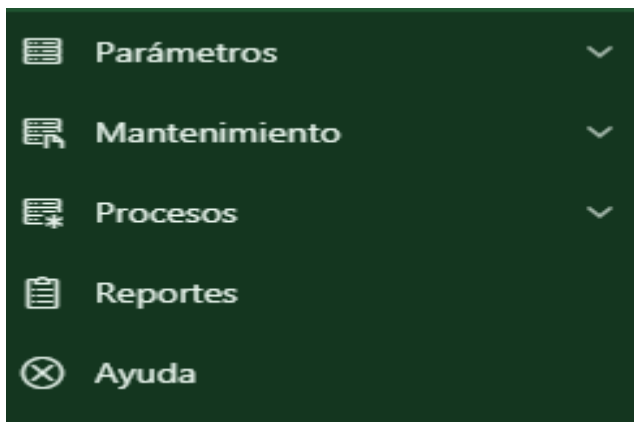 Parámetros
Mantenimiento
Procesos
Reportes
Ayuda